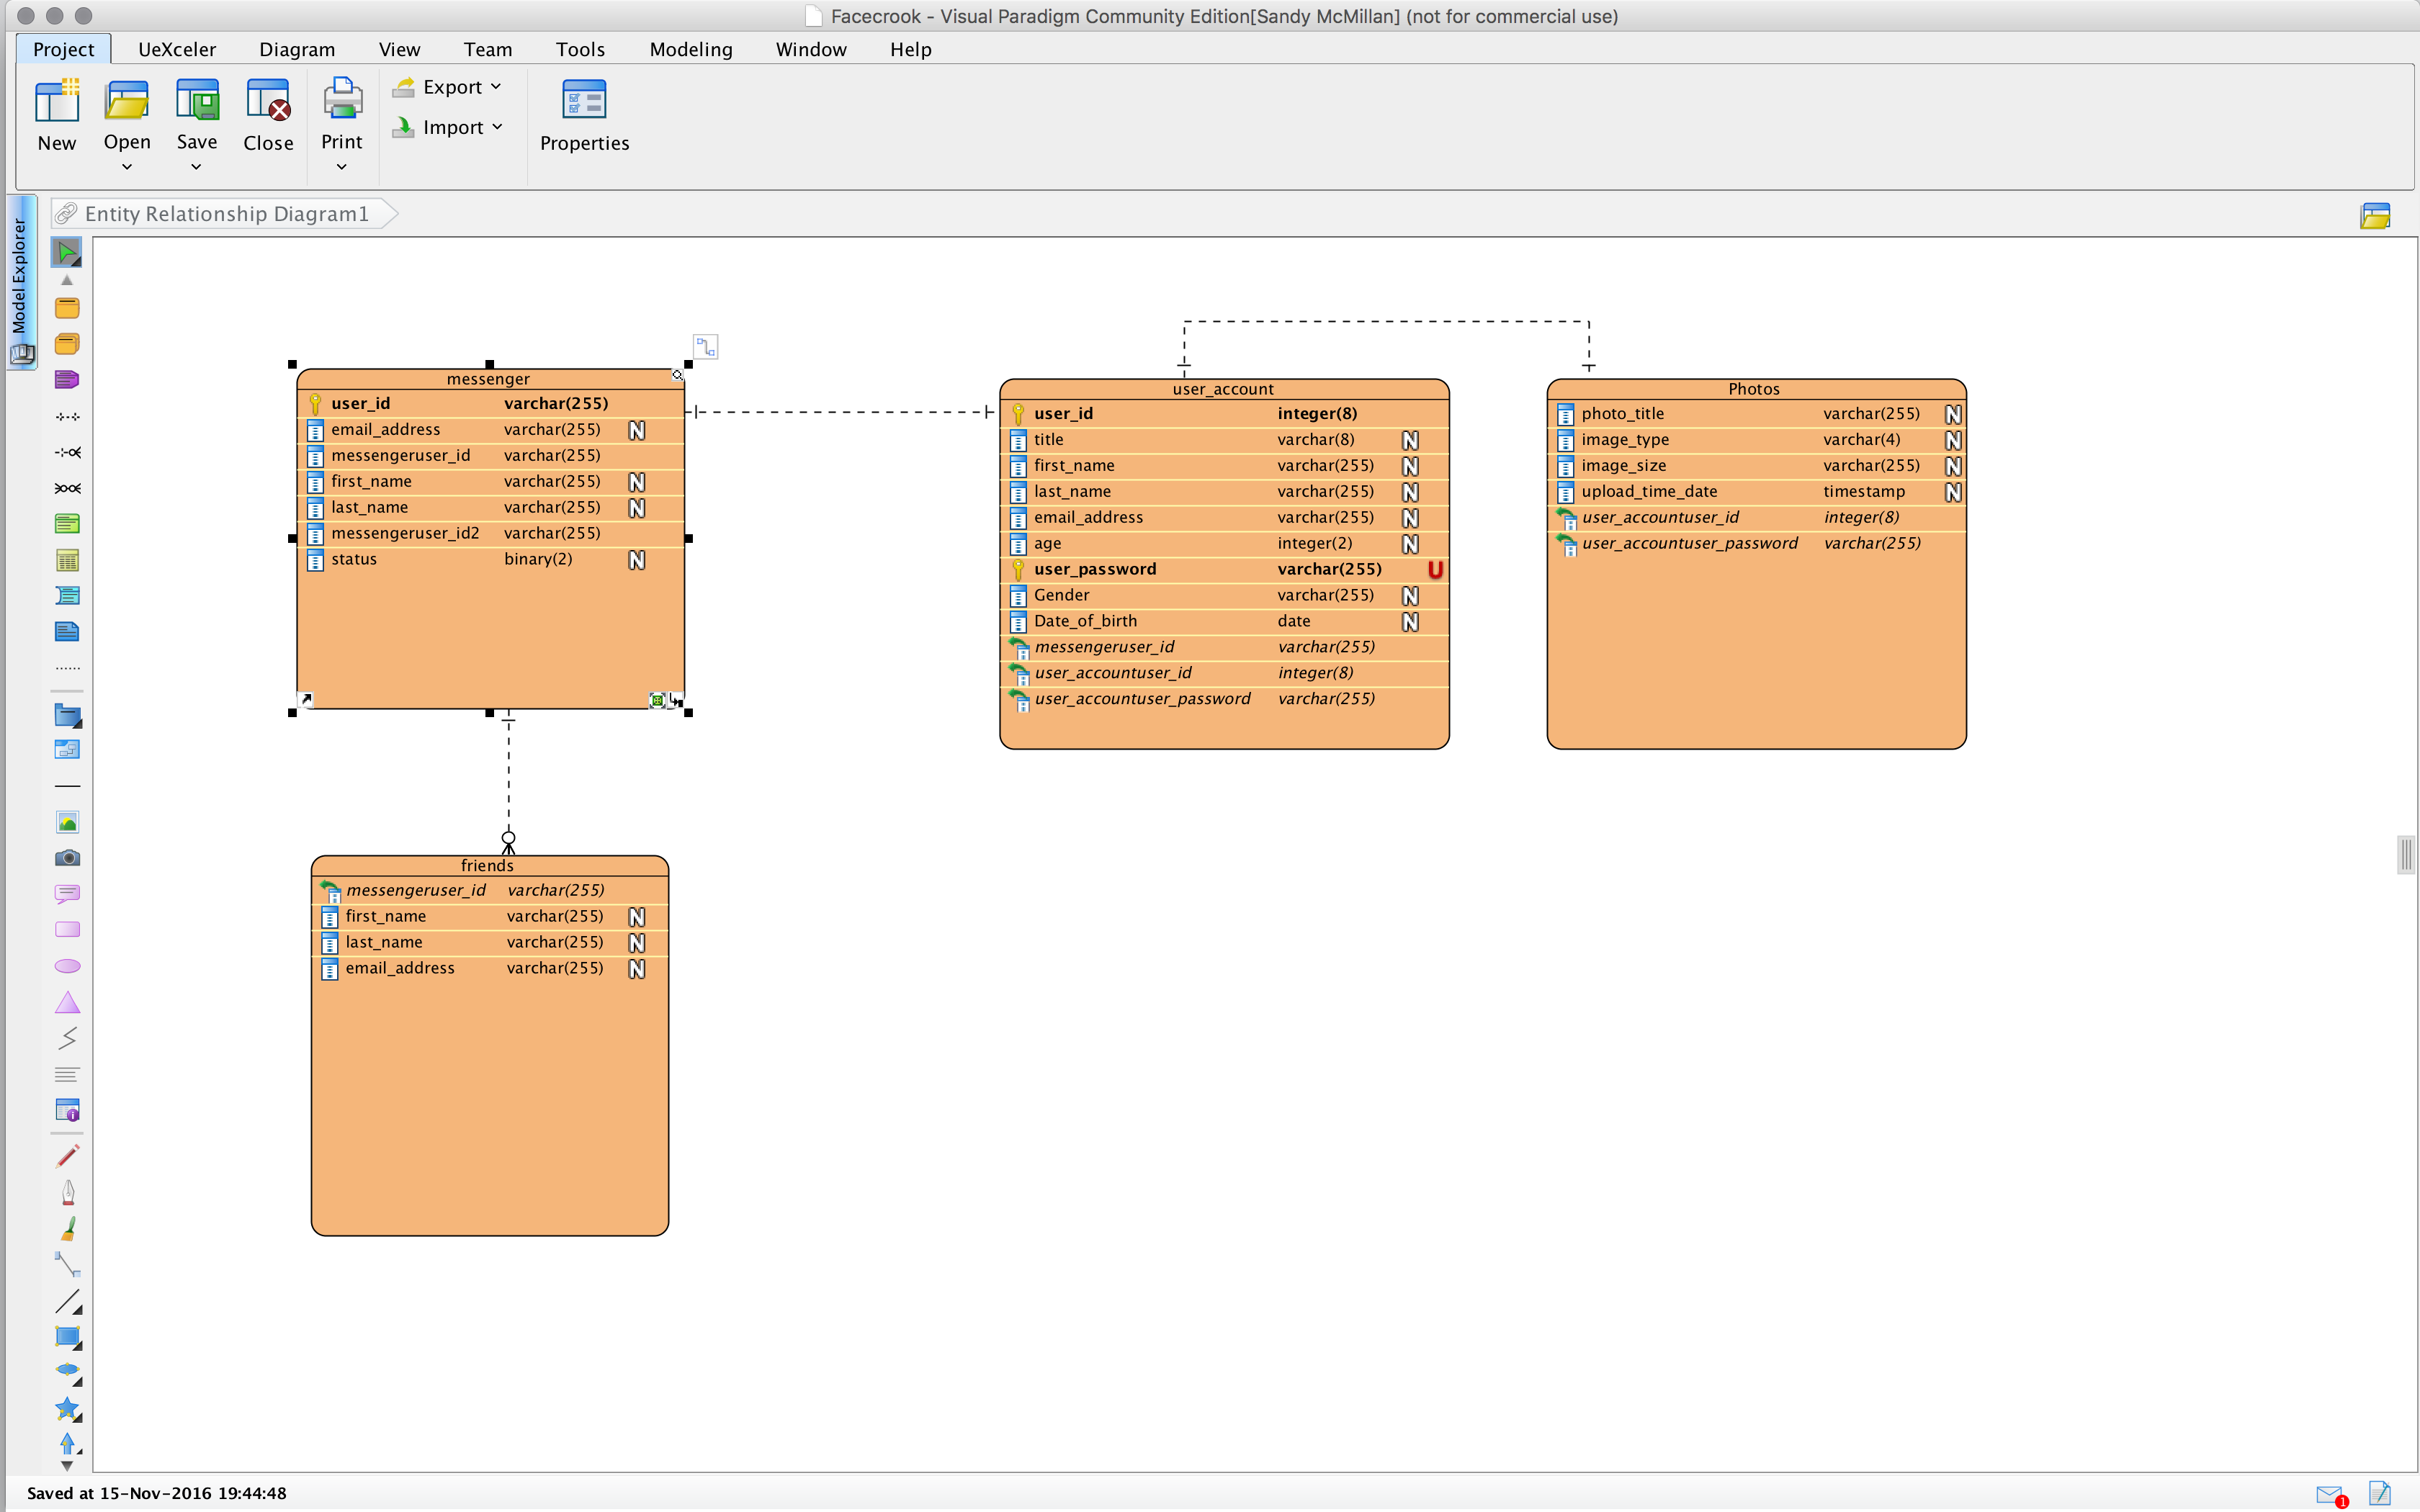 Facecrook - Visual Paradigm Community Edition[Sandy McMillan] (not for commercial use)
Project UeXceler Diagram View Team Tools Modeling Window Help
New Open Save Close Print Export Import Properties
Model Explorer
Entity Relationship Diagram1
messenger
user_id varchar(255)
email_address varchar(255) N
messengeruser_id varchar(255)
first_name varchar(255) N
last_name varchar(255) N
messengeruser_id2 varchar(255)
status binary(2) N
user_account
user_id integer(8)
title varchar(8) N
first_name varchar(255) N
last_name varchar(255) N
email_address varchar(255) N
age integer(2) N
user_password varchar(255) U
Gender varchar(255) N
Date_of_birth date N
messengeruser_id varchar(255)
user_accountuser_id integer(8)
user_accountuser_password varchar(255)
Photos
photo_title varchar(255) N
image_type varchar(4) N
image_size varchar(255) N
upload_time_date timestamp N
user_accountuser_id integer(8)
user_accountuser_password varchar(255)
friends
messengeruser_id varchar(255)
first_name varchar(255) N
last_name varchar(255) N
email_address varchar(255) N
Saved at 15-Nov-2016 19:44:48
1